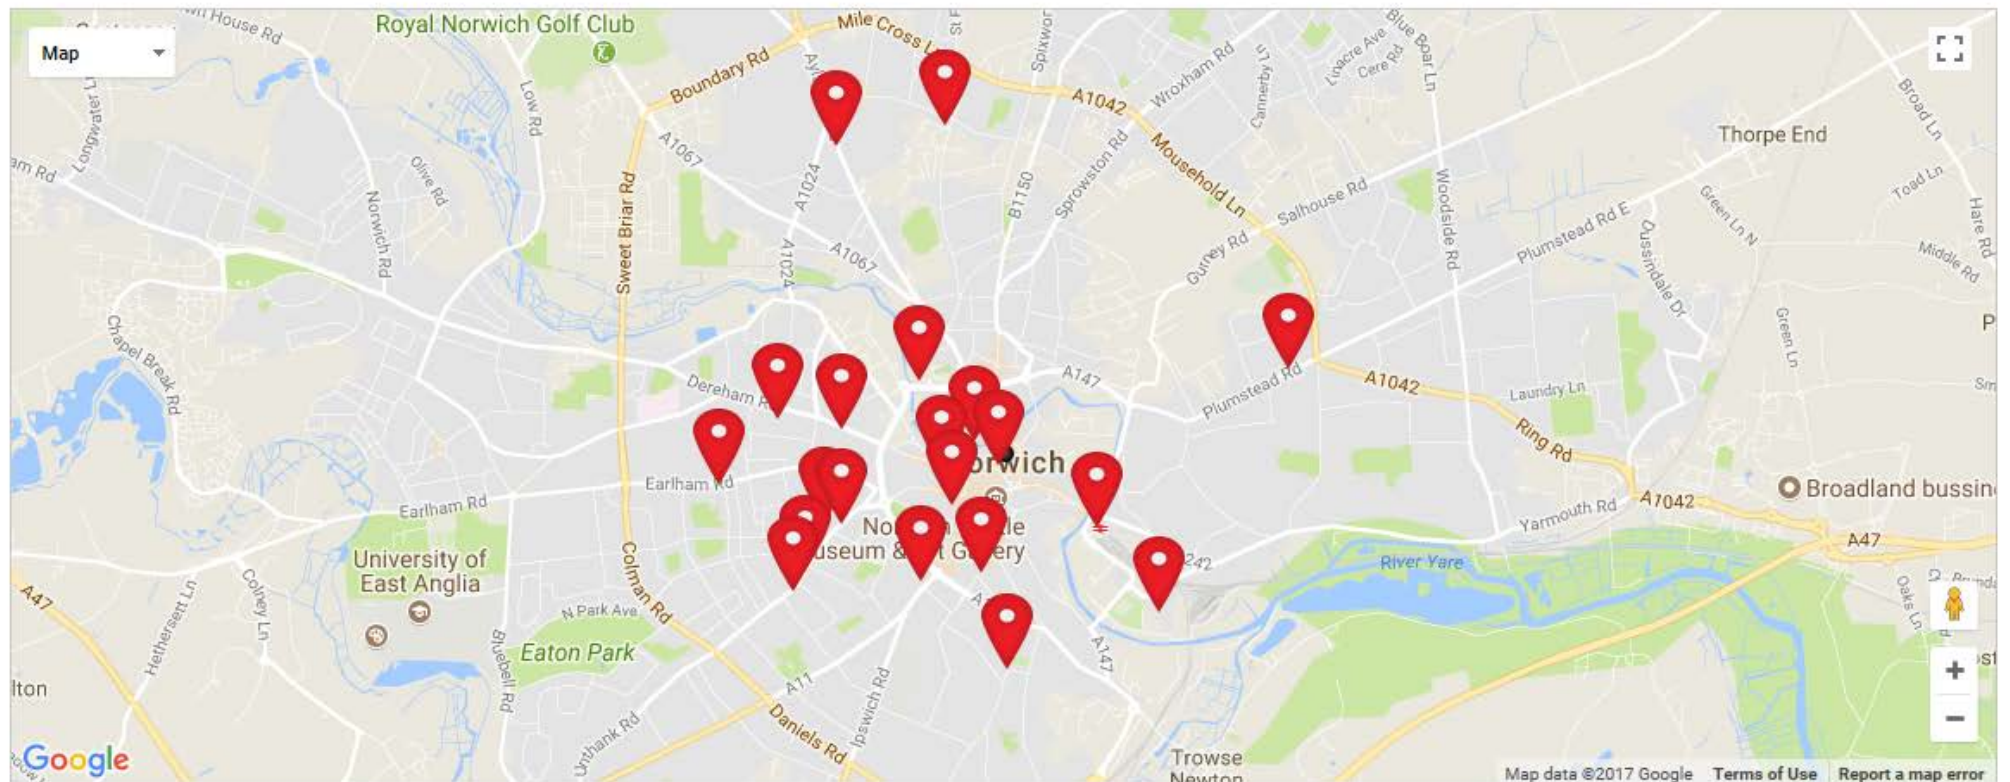 Map
Royal Norwich Golf Club
Mile Cross
House Rd
Longwater
Low Rd
Boundary Rd
Wroxham Rd
Cannerby Ln
Linacre Ave
Cere Rd
Blue Boar Ln
Broad Ln
A1042
Thorpe End
A1067
Olive Rd
Mousehold Ln
Toad Ln
Norwich Rd
Sweet Briar Rd
A1024
B1150
Sprowston Rd
Salhouse Rd
Woodside Rd
Green Ln N
Hare Rd
A1024
A1067
Gurney Rd
Plumstead Rd E
Middle Rd
Green Ln
Chapel Break Rd
Dereham
A147
Plumstead Rd
A1042
Laundry Ln
Ring Rd
Earlham Rd
Earlham Rd
A1042
Broadland
Yarmouth Rd
A47
University of
East Anglia
River Yare
Colman Rd
N Park Ave
A47
Hethersett Ln
Colney Ln
Bluebell Rd
Eaton Park
A147
Oaks Ln
A11
Ipswich Rd
Daniels Rd
Unthank Rd
Trowse
Newton
Google
Map data ©2017 Google
Terms of Use
Report a map error